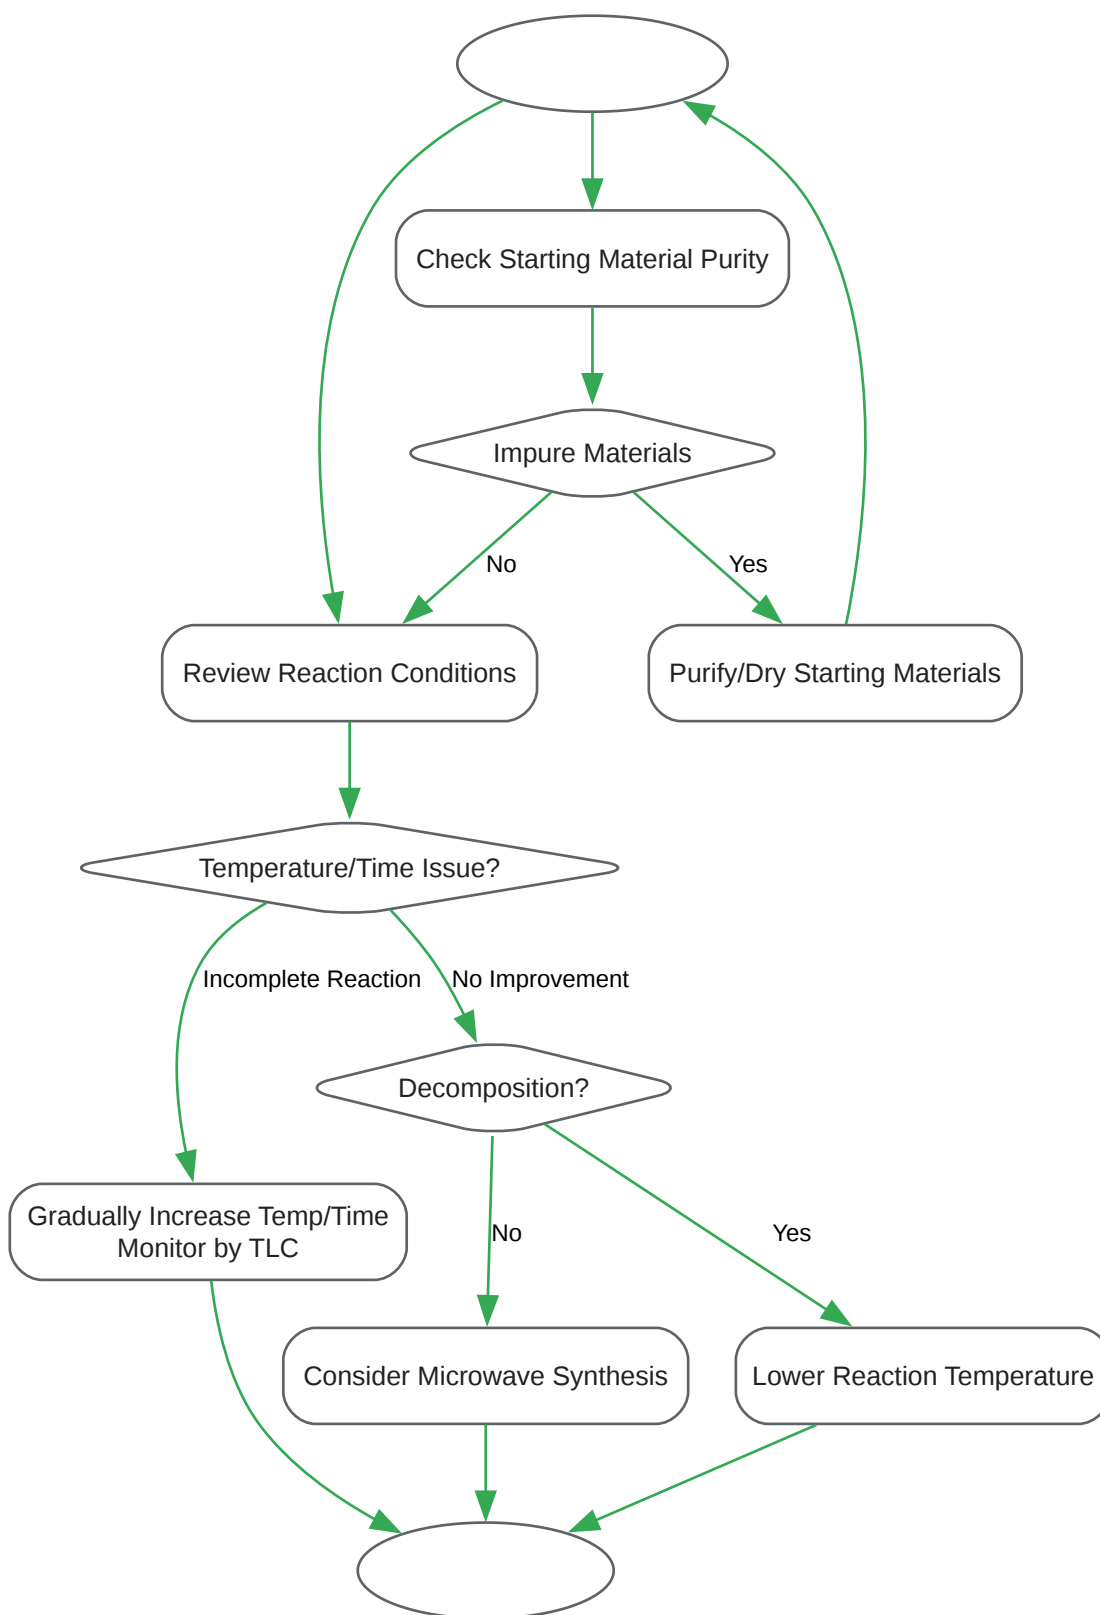 Check Starting Material Purity
Impure Materials
No
Yes
Review Reaction Conditions
Purify/Dry Starting Materials
Temperature/Time Issue?
Incomplete Reaction
No Improvement
Decomposition?
Gradually Increase Temp/Time
Monitor by TLC
No
Yes
Consider Microwave Synthesis
Lower Reaction Temperature